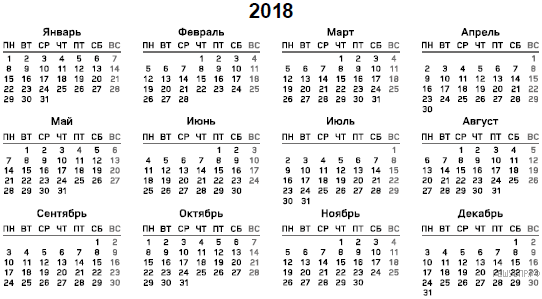 2018
Январь
ПН ВТ СР ЧТ ПТ СБ ВС
1 2 3 4 5 6 7
8 9 10 11 12 13 14
15 16 17 18 19 20 21
22 23 24 25 26 27 28
29 30 31
Февраль
ПН ВТ СР ЧТ ПТ СБ ВС
1 2 3 4
5 6 7 8 9 10 11
12 13 14 15 16 17 18
19 20 21 22 23 24 25
26 27 28
Март
ПН ВТ СР ЧТ ПТ СБ ВС
1 2 3 4
5 6 7 8 9 10 11
12 13 14 15 16 17 18
19 20 21 22 23 24 25
26 27 28 29 30 31
Апрель
ПН ВТ СР ЧТ ПТ СБ ВС
1
2 3 4 5 6 7 8
9 10 11 12 13 14 15
16 17 18 19 20 21 22
23 24 25 26 27 28 29
30
Май
ПН ВТ СР ЧТ ПТ СБ ВС
1 2 3 4 5 6
7 8 9 10 11 12 13
14 15 16 17 18 19 20
21 22 23 24 25 26 27
28 29 30 31
Июнь
ПН ВТ СР ЧТ ПТ СБ ВС
1 2 3
4 5 6 7 8 9 10
11 12 13 14 15 16 17
18 19 20 21 22 23 24
25 26 27 28 29 30
Июль
ПН ВТ СР ЧТ ПТ СБ ВС
1
2 3 4 5 6 7 8
9 10 11 12 13 14 15
16 17 18 19 20 21 22
23 24 25 26 27 28 29
30 31
Август
ПН ВТ СР ЧТ ПТ СБ ВС
1 2 3 4 5
6 7 8 9 10 11 12
13 14 15 16 17 18 19
20 21 22 23 24 25 26
27 28 29 30 31
Сентябрь
ПН ВТ СР ЧТ ПТ СБ ВС
1 2
3 4 5 6 7 8 9
10 11 12 13 14 15 16
17 18 19 20 21 22 23
24 25 26 27 28 29 30
Октябрь
ПН ВТ СР ЧТ ПТ СБ ВС
1 2 3 4 5 6 7
8 9 10 11 12 13 14
15 16 17 18 19 20 21
22 23 24 25 26 27 28
29 30 31
Ноябрь
ПН ВТ СР ЧТ ПТ СБ ВС
1 2 3 4
5 6 7 8 9 10 11
12 13 14 15 16 17 18
19 20 21 22 23 24 25
26 27 28 29 30
Декабрь
ПН ВТ СР ЧТ ПТ СБ ВС
1 2
3 4 5 6 7 8 9
10 11 12 13 14 15 16
17 18 19 20 21 22 23
24 25 26 27 28 29 30
31